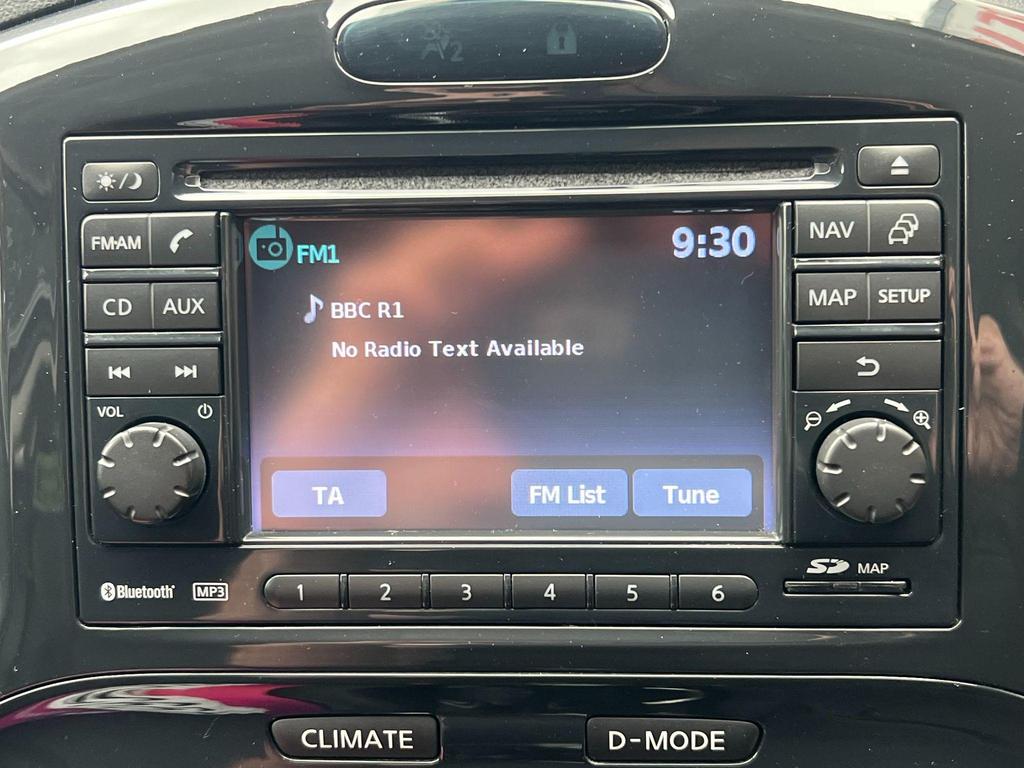 2
FM·AM
CD
AUX
VOL
FM1
9:30
BBC R1
No Radio Text Available
TA
FM List
Tune
NAV
MAP
SETUP
Bluetooth
MP3
1 2 3 4 5 6
SD MAP
CLIMATE
D-MODE